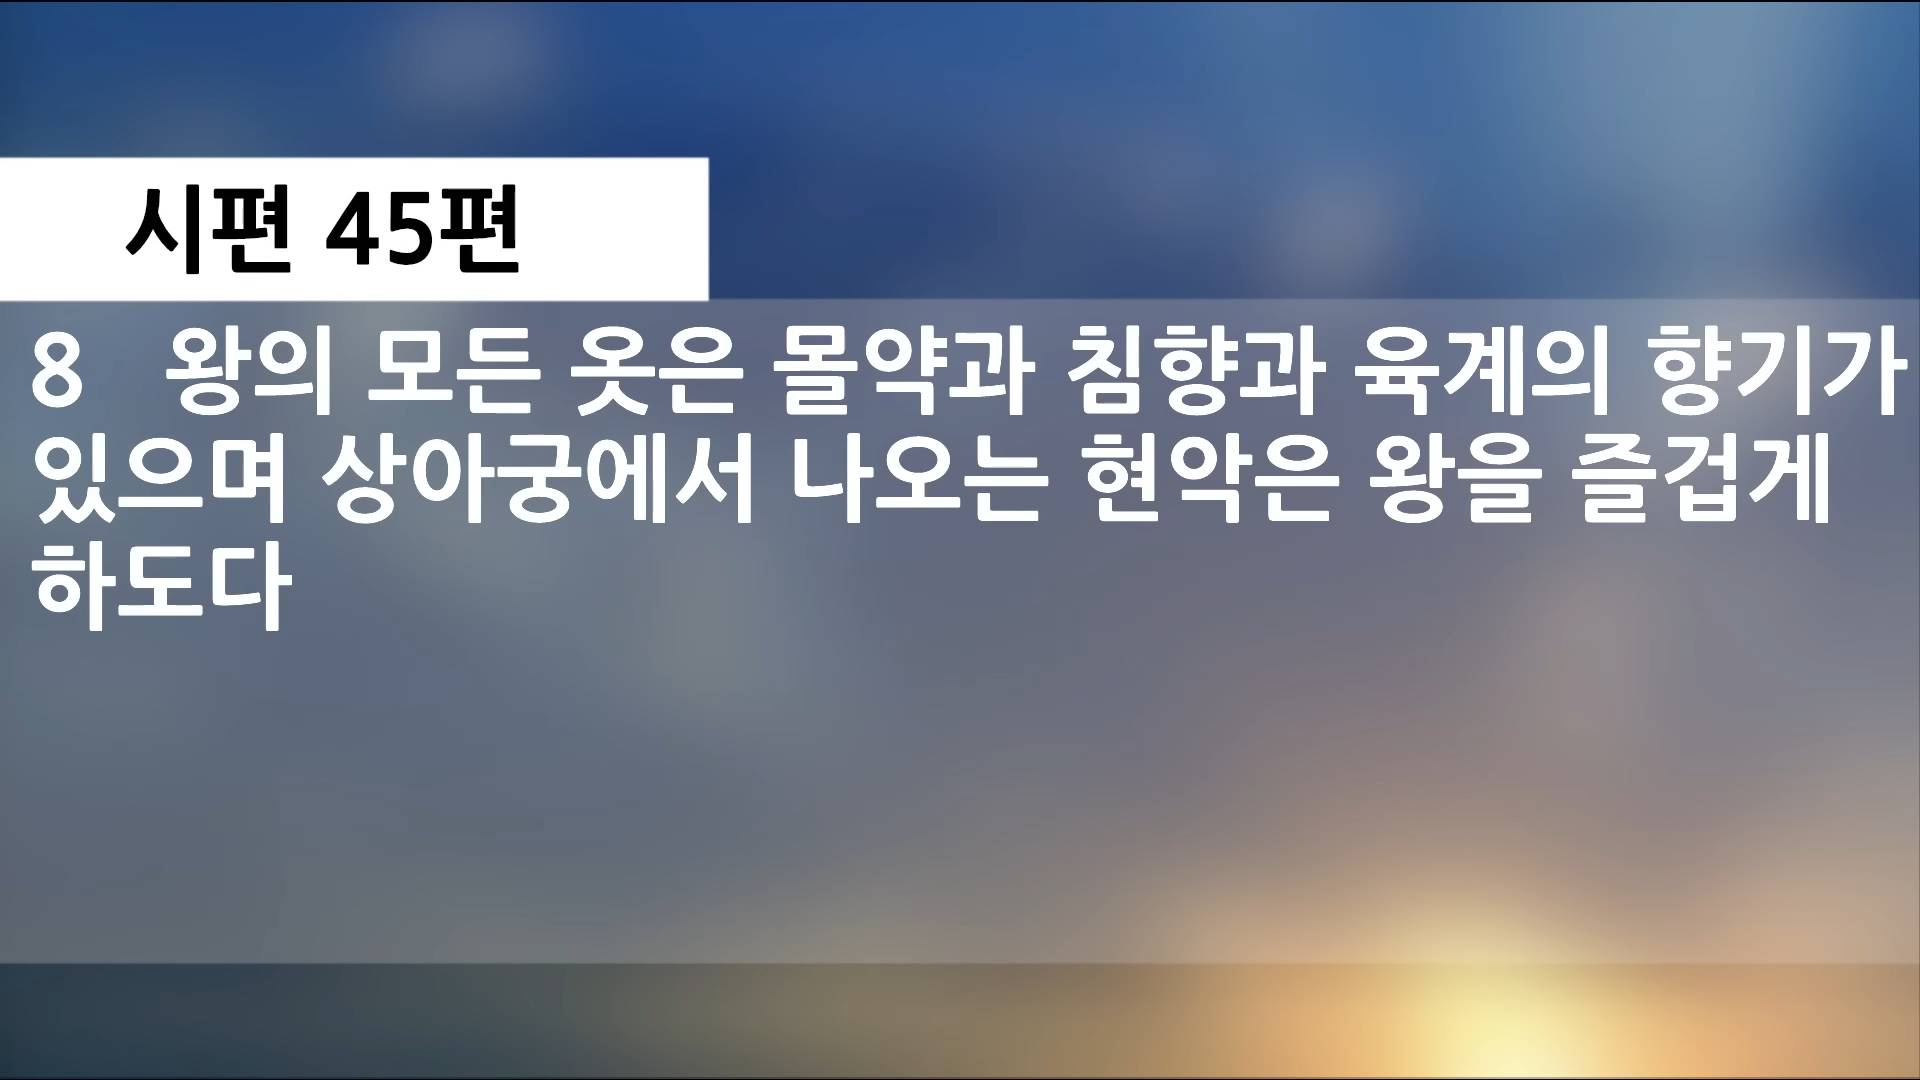 시편 45편
8 왕의 모든 옷은 몰약과 침향과 육계의 향기가
있으며 상아궁에서 나오는 현악은 왕을 즐겁게
하도다